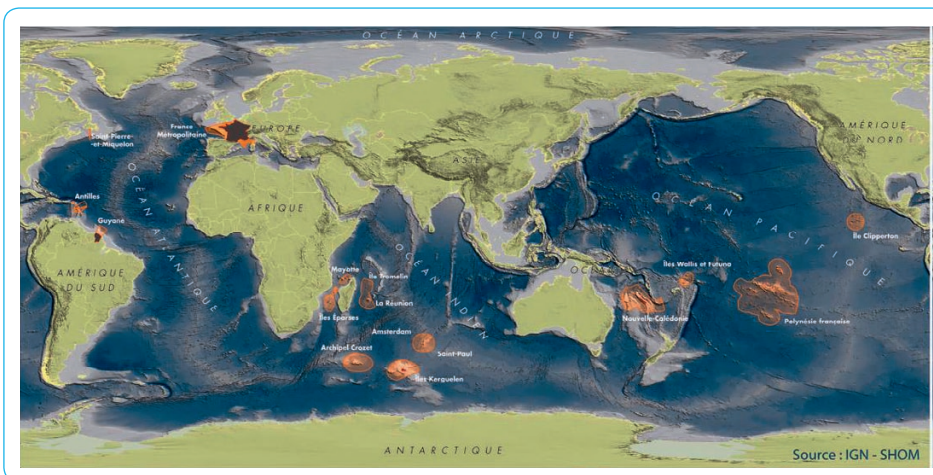 OCÉAN ARCTIQUE
Saint-Pierre
-et-Miquelon
France
Métropolitaine
EUROPE
ASIE
AMÉRIQUE
DU NORD
Antilles
Guyane
OCÉAN ATLANTIQUE
AFRIQUE
OCÉAN PACIFIQUE
Île Clipperton
AMÉRIQUE
DU SUD
Mayotte
Île Tromelin
OCÉAN INDIEN
La Réunion
Îles Éparses
Îles Wallis et Futuna
Nouvelle-Calédonie
Polynésie française
Amsterdam
Saint-Paul
Archipel Crozet
Îles Kerguelen
ANTARCTIQUE
Source : IGN - SHOM